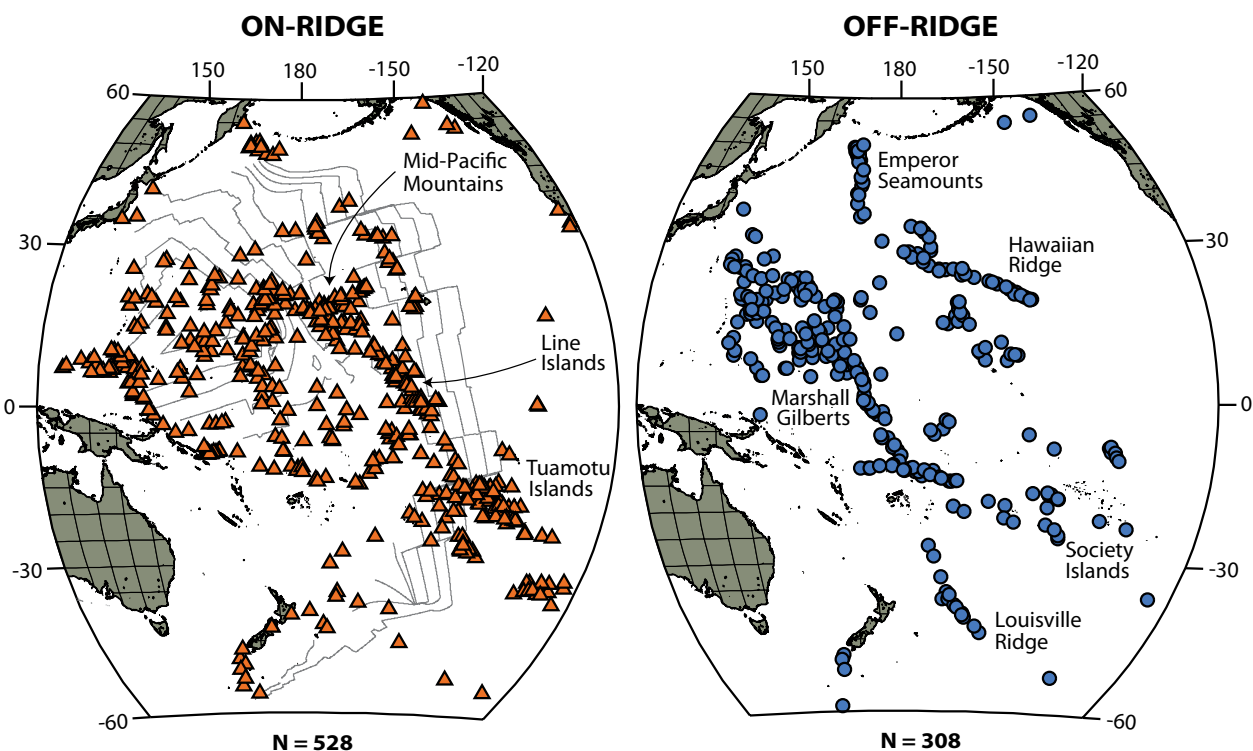 ON-RIDGE
150 180 -150 -120
60
30
0
-30
-60
Mid-Pacific
Mountains
Line
Islands
Tuamotu
Islands
N = 528
OFF-RIDGE
150 180 -150 -120
60
30
0
-30
-60
Emperor
Seamounts
Hawaiian
Ridge
Marshall
Gilberts
Society
Islands
Louisville
Ridge
N = 308